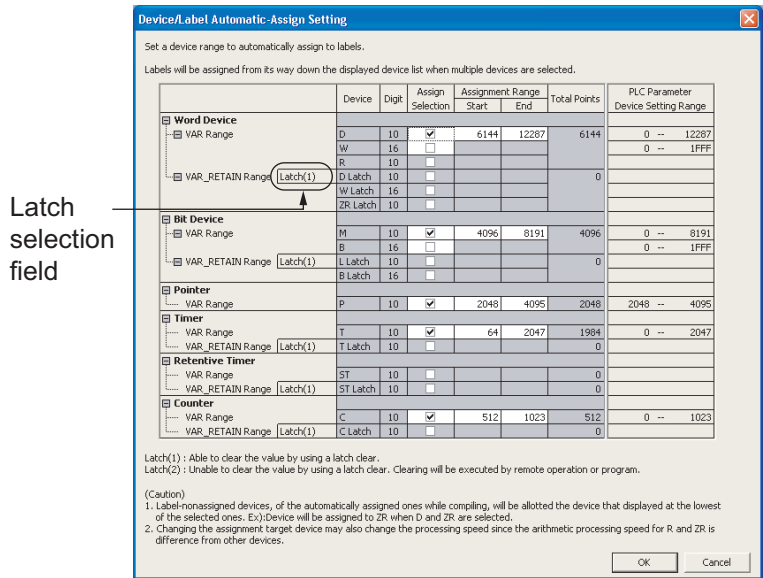 Device/Label Automatic-Assign Setting
Set a device range to automatically assign to labels.
Labels will be assigned from its way down the displayed device list when multiple devices are selected.
Device Digit Assign Selection Assignment Range Start End Total Points PLC Parameter Device Setting Range
Word Device
VAR Range D 10 6144 12287 6144 0 -- 12287
W 16 0 -- 1FFF
R 10
VAR_RETAIN Range Latch(1) D Latch 10 0
W Latch 16
ZR Latch 10
Latch selection field
Bit Device
VAR Range M 10 4096 8191 4096 0 -- 8191
B 16 0 -- 1FFF
VAR_RETAIN Range Latch(1) L Latch 10 0
B Latch 16
Pointer
VAR Range P 10 2048 4095 2048 2048 -- 4095
Timer
VAR Range T 10 64 2047 1984 0 -- 2047
VAR_RETAIN Range Latch(1) T Latch 10 0
Retentive Timer
VAR Range ST 10 0
VAR_RETAIN Range Latch(1) ST Latch 10 0
Counter
VAR Range C 10 512 1023 512 0 -- 1023
VAR_RETAIN Range Latch(1) C Latch 10 0
Latch(1) : Able to clear the value by using a latch clear.
Latch(2) : Unable to clear the value by using a latch clear. Clearing will be executed by remote operation or program.
(Caution)
1. Label-nonassigned devices, of the automatically assigned ones while compiling, will be allotted the device that displayed at the lowest
of the selected ones. Ex):Device will be assigned to ZR when D and ZR are selected.
2. Changing the assignment target device may also change the processing speed since the arithmetic processing speed for R and ZR is
difference from other devices.
OK Cancel